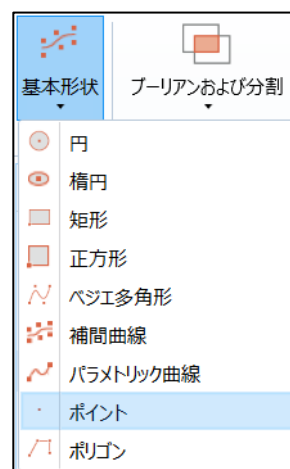 基本形状
ブーリアンおよび分割
円
楕円
矩形
正方形
ベジエ多角形
補間曲線
パラメトリック曲線
ポイント
ポリゴン